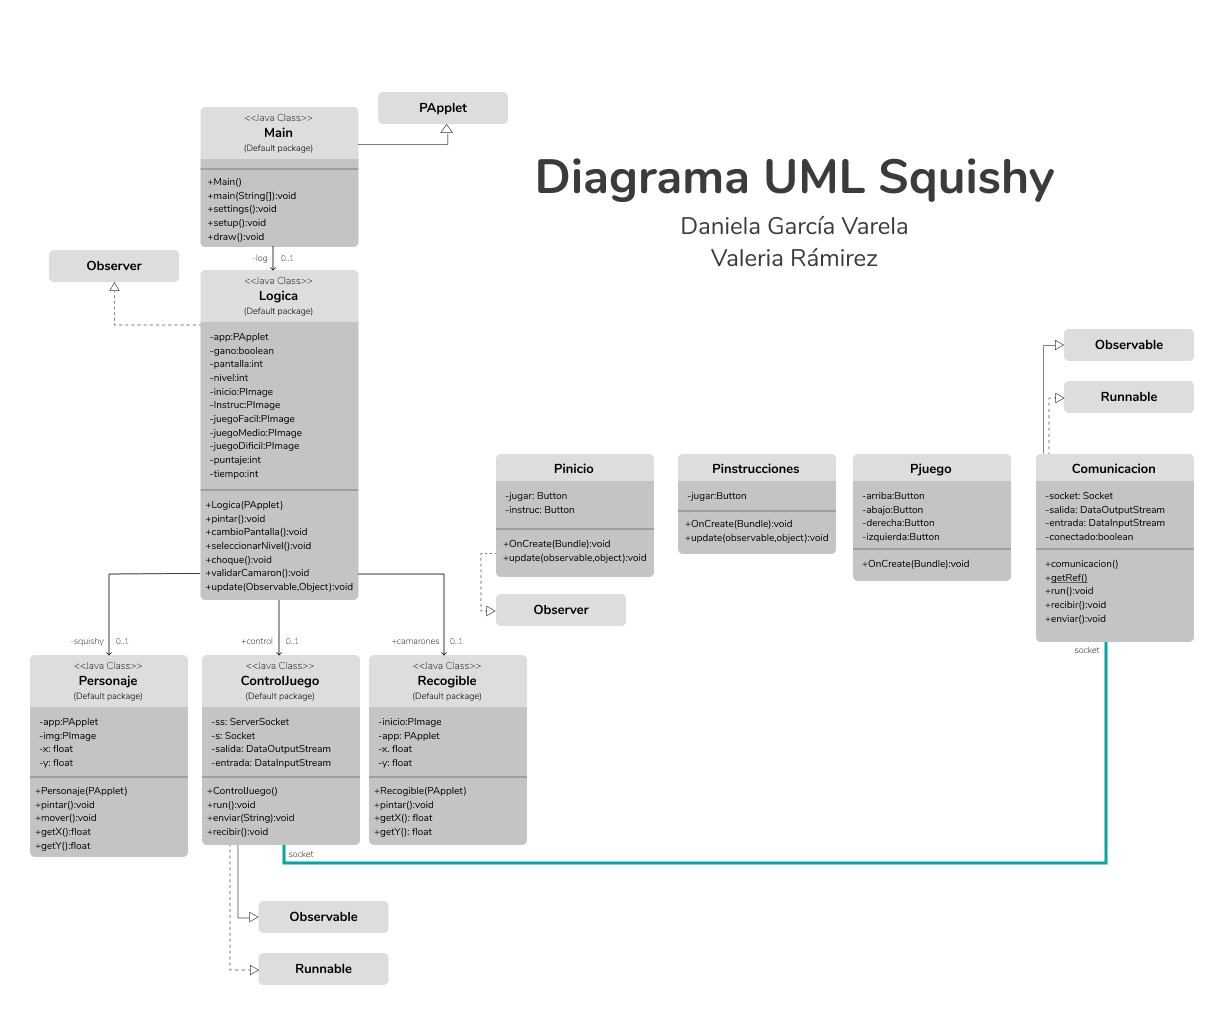 PApplet
<<Java Class>>
Main
(Default package)
+Main()
+main(String[]):void
+settings():void
+setup():void
+draw():void
Diagrama UML Squishy
Daniela García Varela
Valeria Rámirez
-log 0..1
Observer
<<Java Class>>
Logica
(Default package)
-app:PApplet
-gano:boolean
-pantalla:int
-nivel:int
-inicio:PImage
-Instruc:PImage
-juegoFacil:PImage
-juegoMedio:PImage
-juegoDificil:PImage
-puntaje:int
-tiempo:int
+Logica(PApplet)
+pintar():void
+cambioPantalla():void
+seleccionarNivel():void
+choque():void
+validarCamaron():void
+update(Observable,Object):void
Observable
Runnable
Pinicio
-jugar: Button
-instruc: Button
+OnCreate(Bundle):void
+update(observable,object):void
Observer
Pinstrucciones
-jugar:Button
+OnCreate(Bundle):void
+update(observable,object):void
Pjuego
-arriba:Button
-abajo:Button
-derecha:Button
-izquierda:Button
+OnCreate(Bundle):void
Comunicacion
-socket: Socket
-salida: DataOutputStream
-entrada: DataInputStream
-conectado:boolean
+comunicacion()
+getRef()
+run():void
+recibir():void
+enviar():void
socket
-squishy 0..1
+control 0..1
+camarones 0..1
<<Java Class>>
Personaje
(Default package)
-app:PApplet
-img:PImage
-x: float
-y: float
+Personaje(PApplet)
+pintar():void
+mover():void
+getX():float
+getY():float
<<Java Class>>
ControlJuego
(Default package)
-ss: ServerSocket
-s: Socket
-salida: DataOutputStream
-entrada: DataInputStream
+ControlJuego()
+run():void
+enviar(String):void
+recibir():void
<<Java Class>>
Recogible
(Default package)
-inicio:PImage
-app: PApplet
-x. float
-y: float
+Recogible(PApplet)
+pintar():void
+getX(): float
+getY(): float
socket
Observable
Runnable